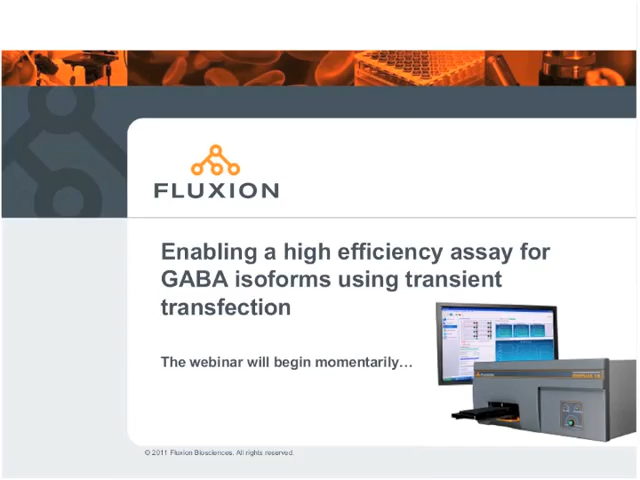 FLUXION
Enabling a high efficiency assay for
GABA isoforms using transient
transfection
The webinar will begin momentarily…
© 2011 Fluxion Biosciences. All rights reserved.